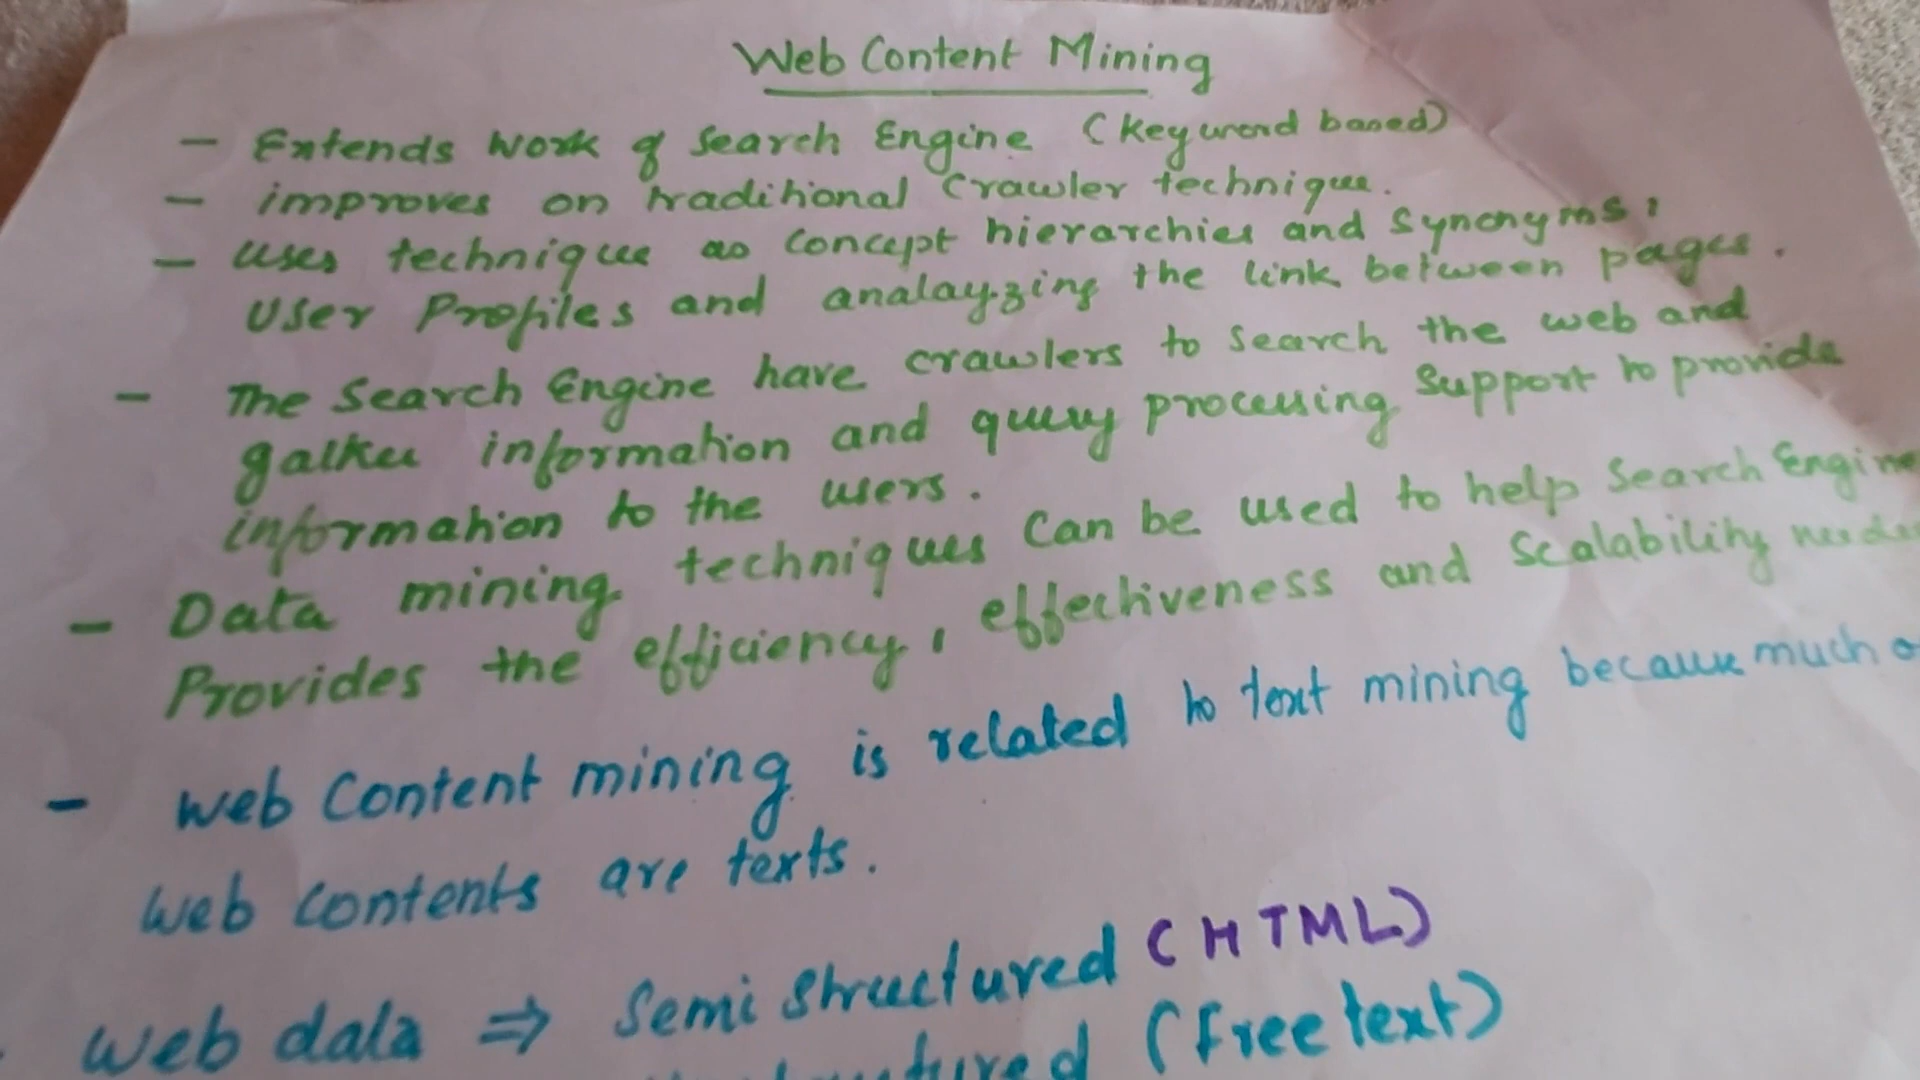 Web Content Mining
- Extends work of Search Engine (keyword based)
- improves on traditional Crawler technique.
- uses technique as concept hierarchies and Synonyms,
User Profiles and analayzing the link between pages.
- The Search Engine have crawlers to search the web and
gather information and query processing Support to provide
information to the users.
- Data mining techniques can be used to help Search Engine
Provides the efficiency, effectiveness and Scalability
- web Content mining is related to text mining because much
web contents are texts.
web data ⇒ Semi Structured (HTML)
(free text)